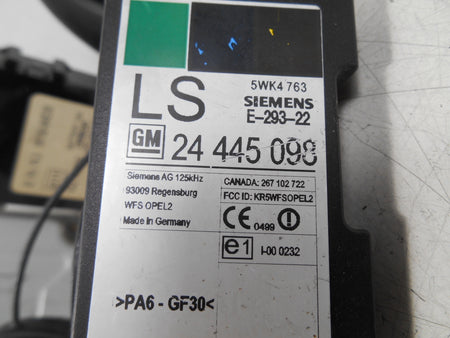 5WK4 763
LS
SIEMENS
E-293-22
GM 24 445 098
Siemens AG 125kHz
93009 Regensburg
WFS OPEL2
Made in Germany
CANADA: 267 102 722
FCC ID: KR5WFSOPEL2
CE 0499 !
e1 I-00 0232
>PA6 - GF30<